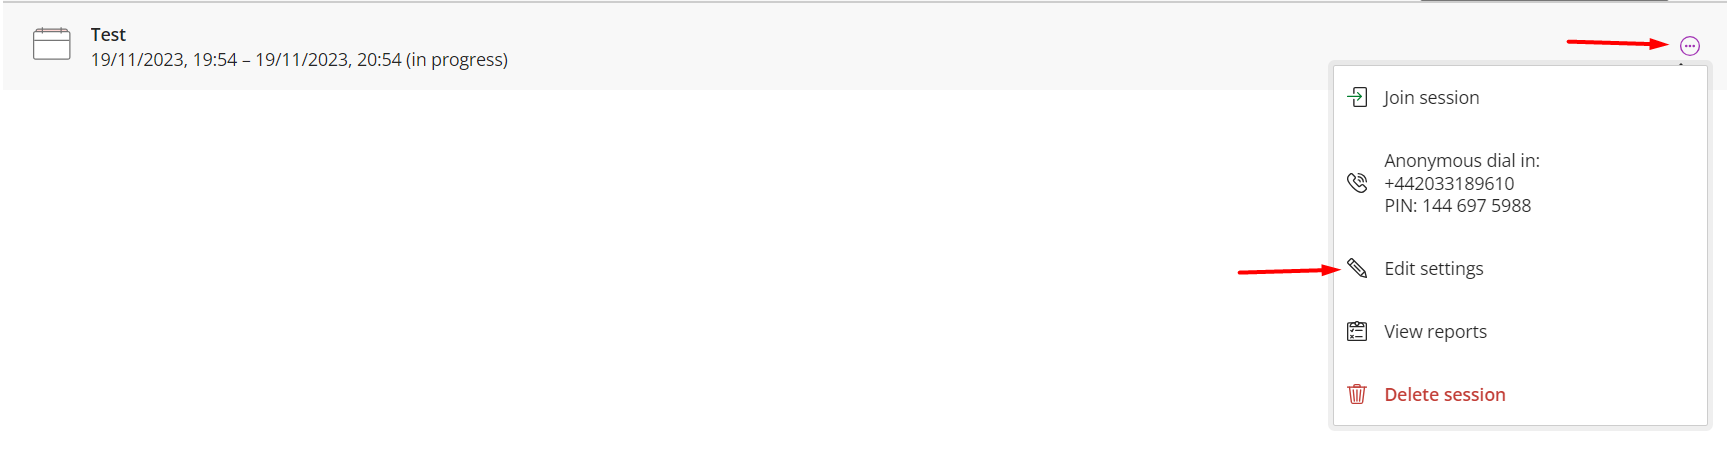 Test
19/11/2023, 19:54 – 19/11/2023, 20:54 (in progress)
Join session
Anonymous dial in:
+442033189610
PIN: 144 697 5988
Edit settings
View reports
Delete session